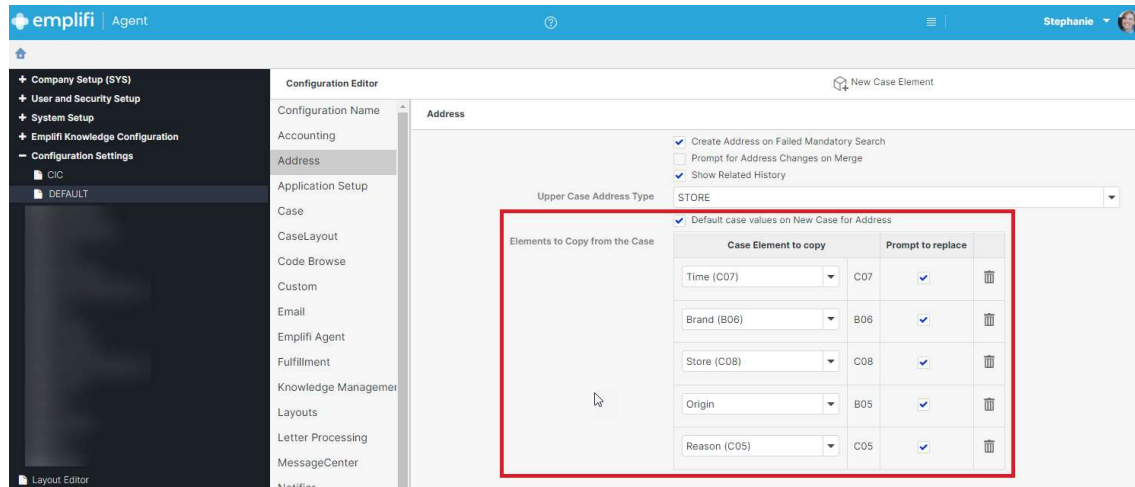 emplifi Agent
Stephanie
+ Company Setup (SYS)
+ User and Security Setup
+ System Setup
+ Emplifi Knowledge Configuration
− Configuration Settings
CIC
DEFAULT
Layout Editor
Configuration Editor
New Case Element
Configuration Name
Accounting
Address
Application Setup
Case
CaseLayout
Code Browse
Custom
Email
Emplifi Agent
Fulfillment
Knowledge Managemen
Layouts
Letter Processing
MessageCenter
Notifier
Address
Create Address on Failed Mandatory Search
Prompt for Address Changes on Merge
Show Related History
Upper Case Address Type STORE
Default case values on New Case for Address
Elements to Copy from the Case
Case Element to copy Prompt to replace
Time (C07) C07
Brand (B06) B06
Store (C08) C08
Origin B05
Reason (C05) C05